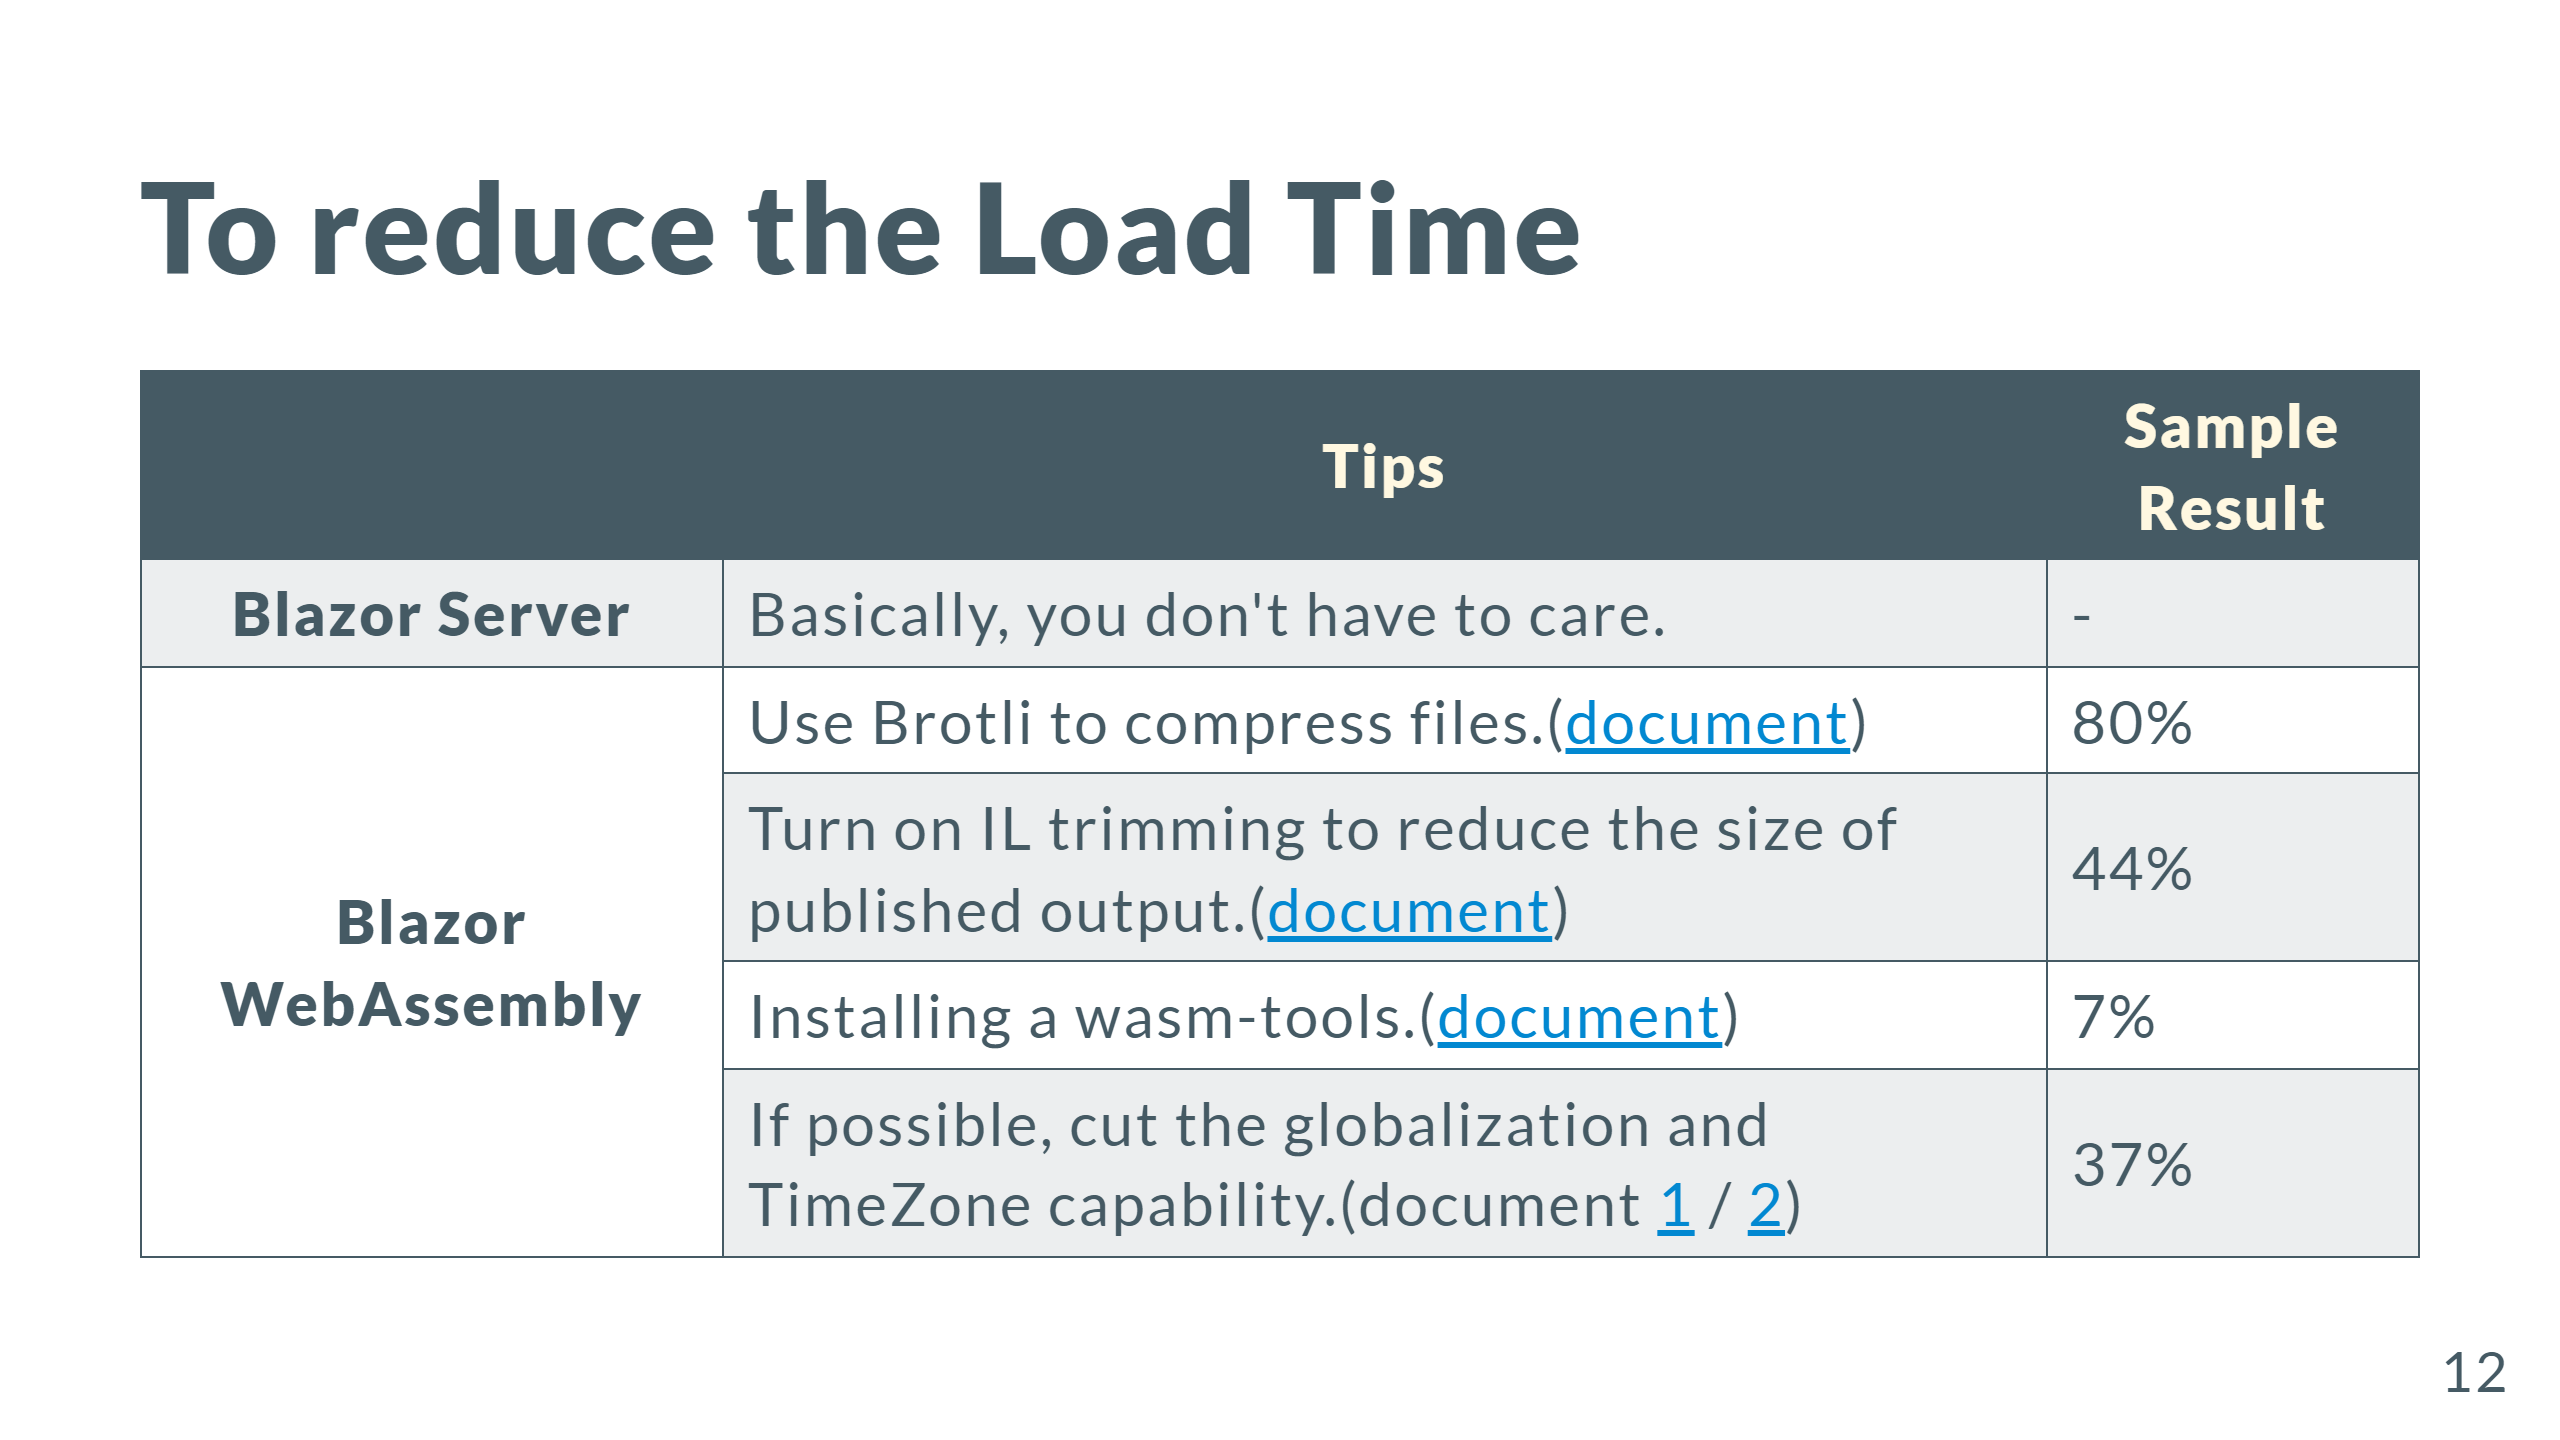 To reduce the Load Time
Tips
Sample
Result
Blazor Server
Basically, you don't have to care.
-
Blazor
WebAssembly
Use Brotli to compress files.(document)
80%
Turn on IL trimming to reduce the size of
published output.(document)
44%
Installing a wasm-tools.(document)
7%
If possible, cut the globalization and
TimeZone capability.(document 1 / 2)
37%
12